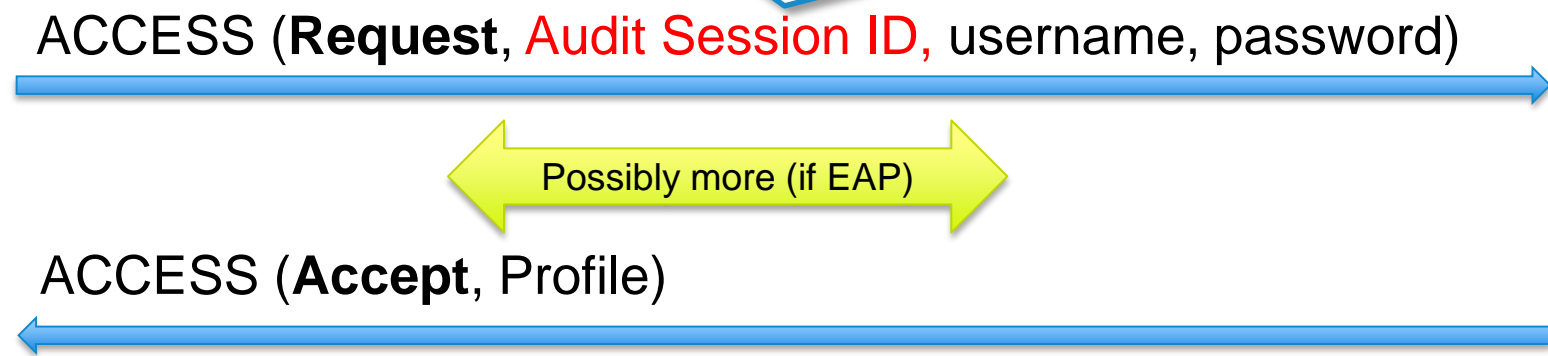 ACCESS (Request, Audit Session ID, username, password)
Possibly more (if EAP)
ACCESS (Accept, Profile)